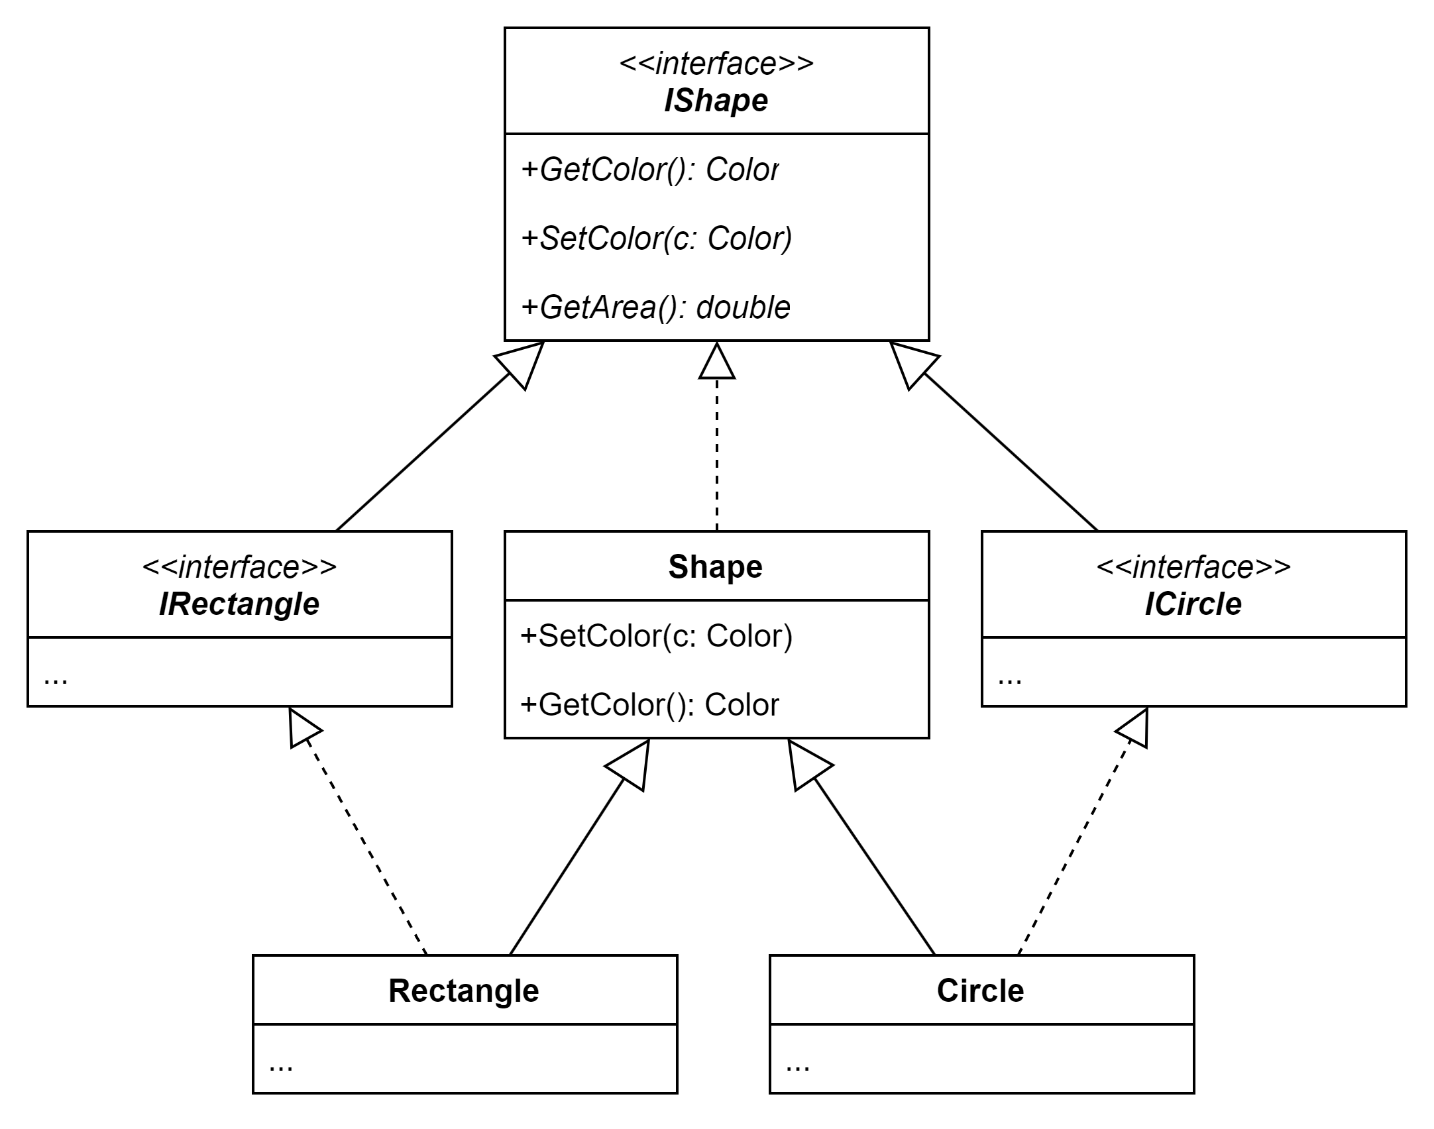 <<interface>>
IShape
+GetColor(): Color
+SetColor(c: Color)
+GetArea(): double
<<interface>>
IRectangle
...
Shape
+SetColor(c: Color)
+GetColor(): Color
<<interface>>
ICircle
...
Rectangle
...
Circle
...